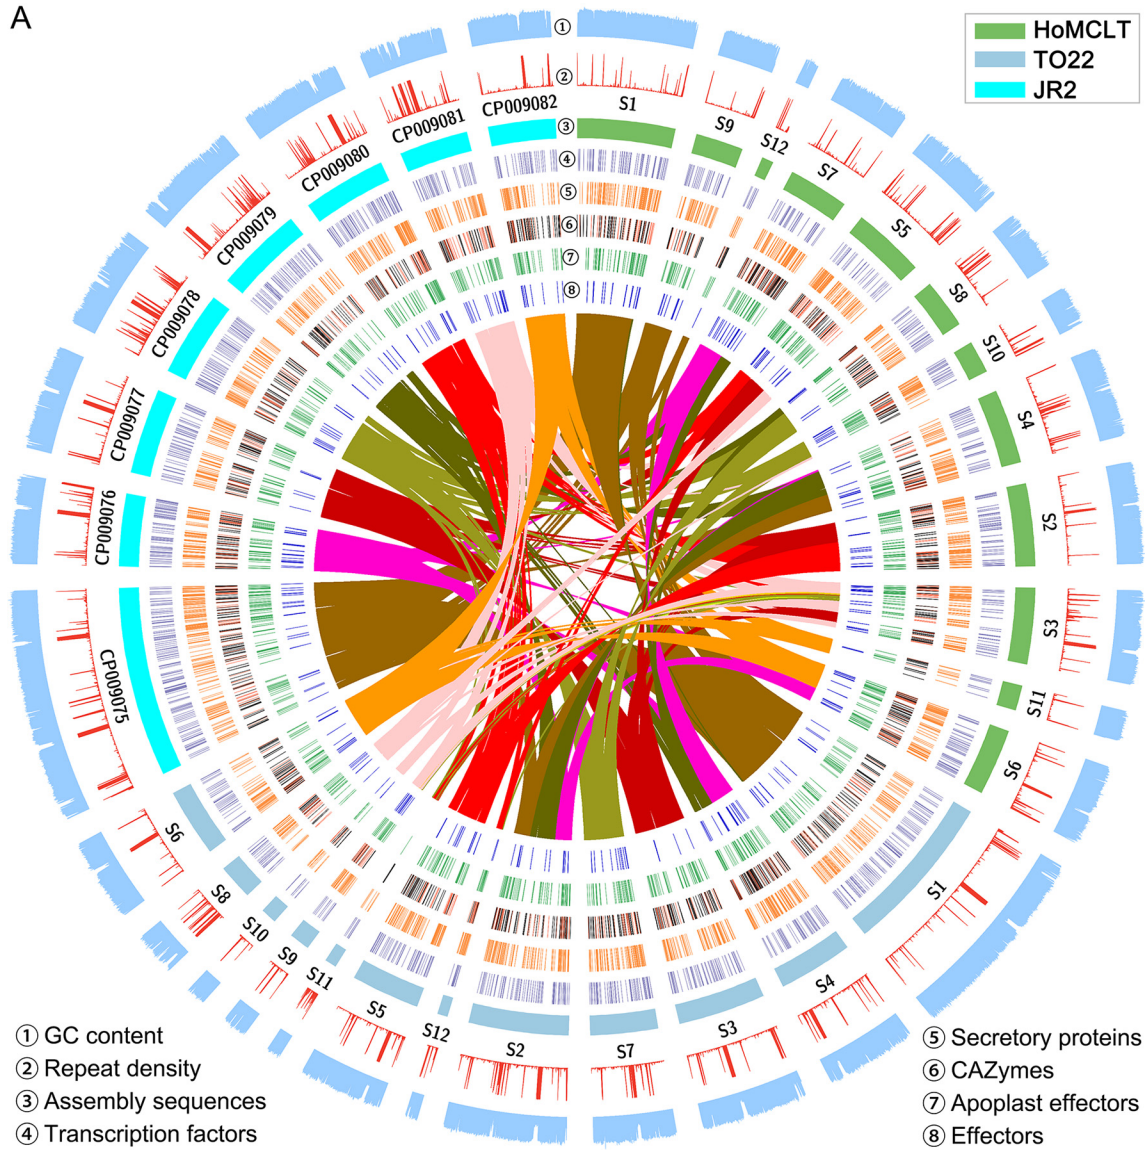 A
HoMCLT
TO22
JR2
①
②
③
④
⑤
⑥
⑦
⑧
S1
S9
S12
S7
S5
S8
S10
S4
S2
S3
S11
S6
S1
S4
S3
S7
S2
S12
S5
S11
S9
S10
S8
S6
CP009075
CP009076
CP009077
CP009078
CP009079
CP009080
CP009081
CP009082
① GC content
② Repeat density
③ Assembly sequences
④ Transcription factors
⑤ Secretory proteins
⑥ CAZymes
⑦ Apoplast effectors
⑧ Effectors